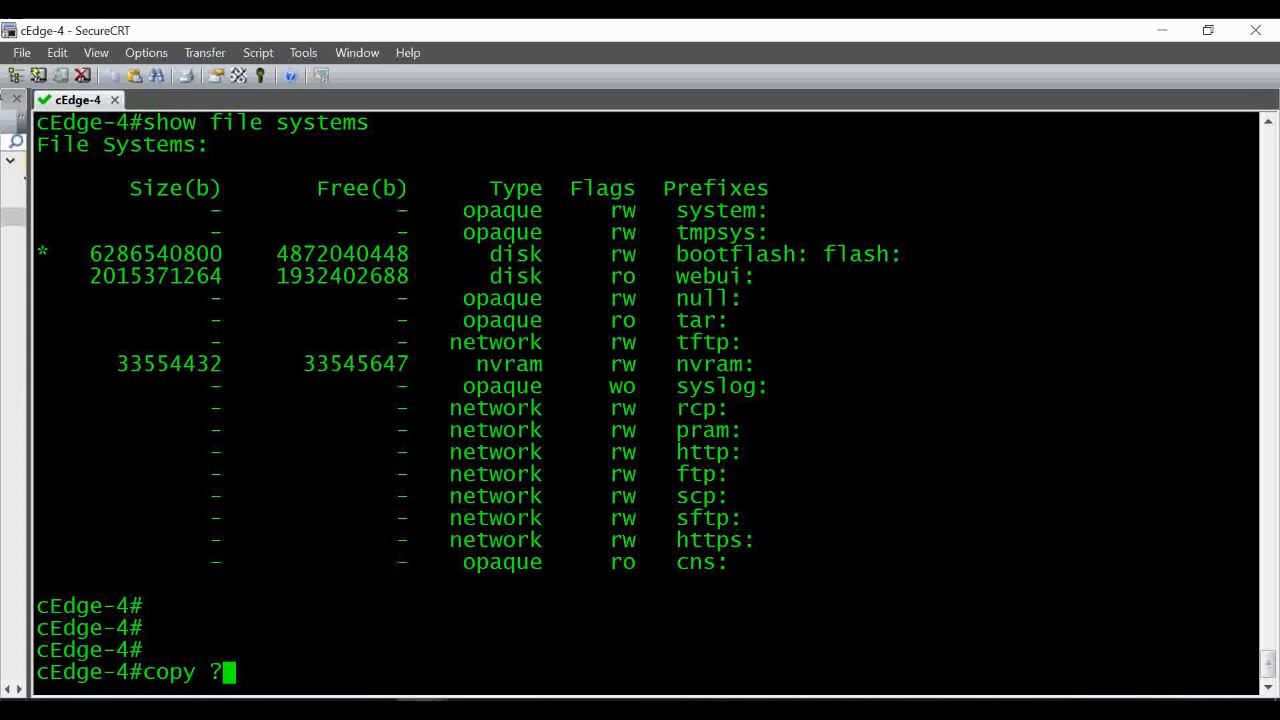 cEdge-4 - SecureCRT
File Edit View Options Transfer Script Tools Window Help
cEdge-4
cEdge-4#show file systems
File Systems:
Size(b) Free(b) Type Flags Prefixes
- - opaque rw system:
- - opaque rw tmpsys:
* 6286540800 4872040448 disk rw bootflash: flash:
2015371264 1932402688 disk ro webui:
- - opaque rw null:
- - opaque ro tar:
- - network rw tftp:
33554432 33545647 nvram rw nvram:
- - opaque wo syslog:
- - network rw rcp:
- - network rw pram:
- - network rw http:
- - network rw ftp:
- - network rw scp:
- - network rw sftp:
- - network rw https:
- - opaque ro cns:
cEdge-4#
cEdge-4#
cEdge-4#
cEdge-4#copy ?